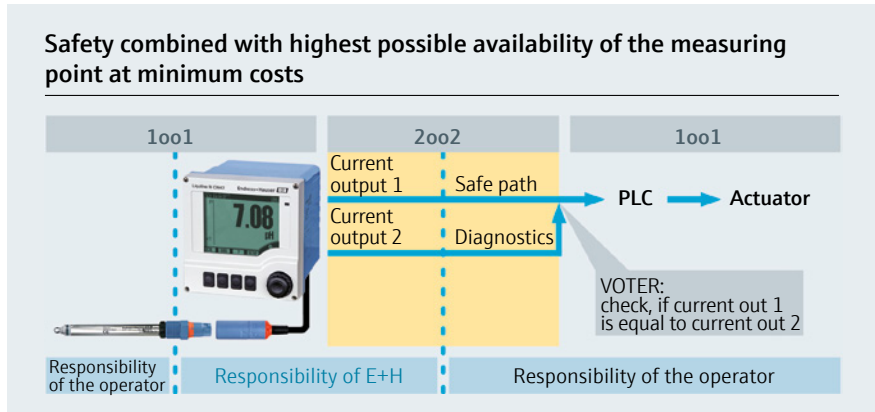 Safety combined with highest possible availability of the measuring
point at minimum costs
1oo1
2oo2
1oo1
Current
output 1
Safe path
PLC
Actuator
Current
output 2
Diagnostics
Endress+Hauser
7.08
pH
VOTER:
check, if current out 1
is equal to current out 2
Responsibility
of the operator
Responsibility of E+H
Responsibility of the operator